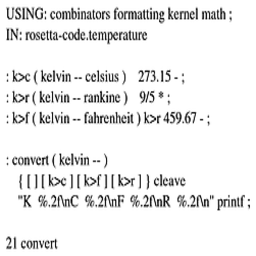 USING: combinators formatting kernel math ;
IN: rosetta-code.temperature
: k>c ( kelvin -- celsius )   273.15 - ;
: k>r ( kelvin -- rankine )   9/5 * ;
: k>f ( kelvin -- fahrenheit ) k>r 459.67 - ;
: convert ( kelvin -- )
{ [ ] [ k>c ] [ k>f ] [ k>r ] } cleave
"K  %.2f\nC  %.2f\nF  %.2f\nR  %.2f\n" printf ;
21 convert